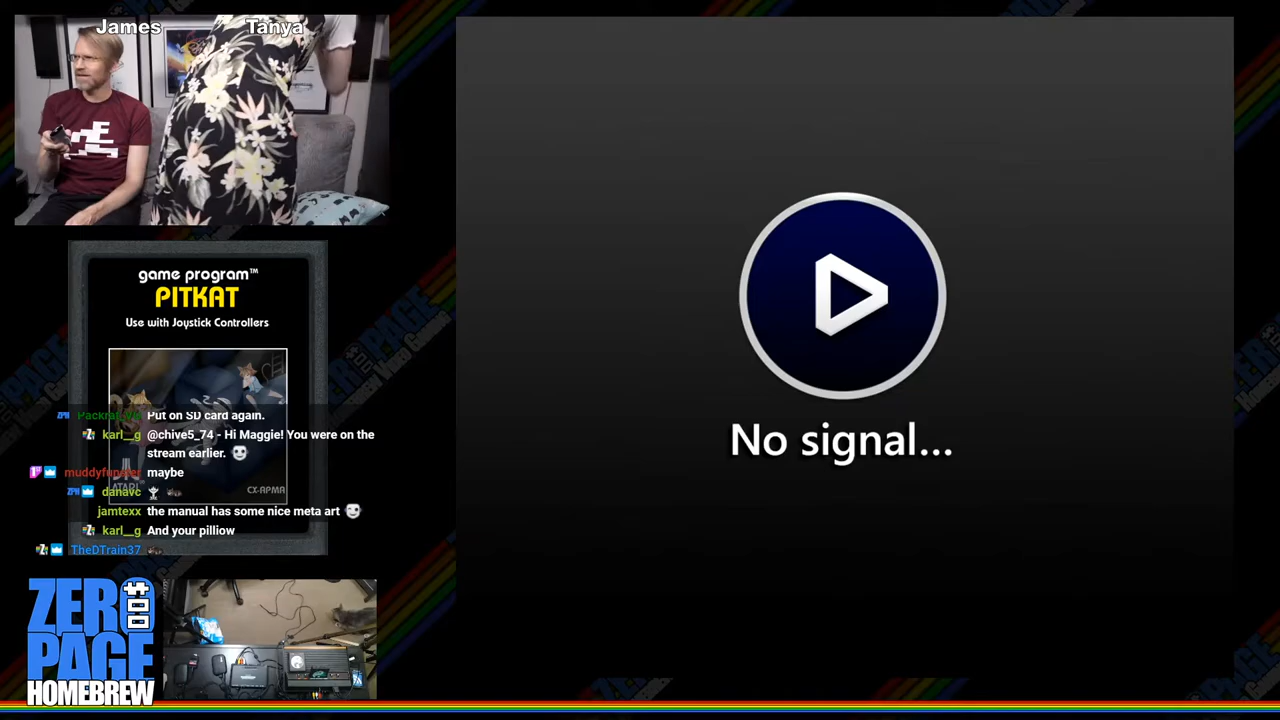 James
Tanya
game program™
PITKAT
Use with Joystick Controllers
Put on SD card again.
karl__g @chive5_74 - Hi Maggie! You were on the
stream earlier.
maybe
danavc
jamtexx the manual has some nice meta art
karl__g And your pilliow
TheDTrain37
ATARI
CX-APMA
No signal...
ZERO
PAGE
HOMEBREW